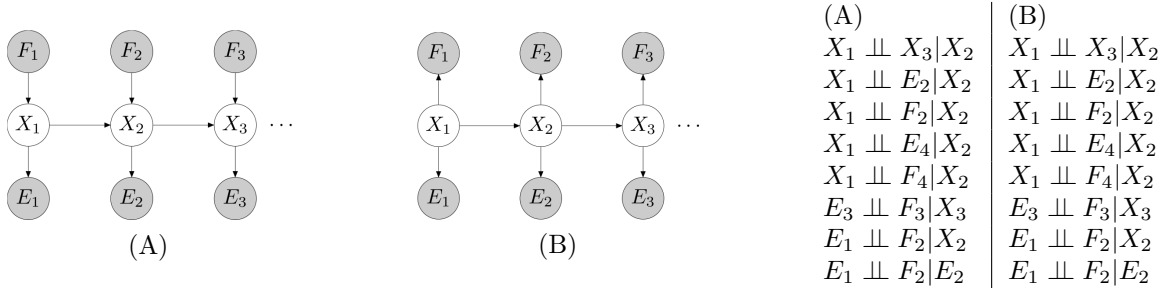 F₁ F₂ F₃
X₁ X₂ X₃ ...
E₁ E₂ E₃
(A)
F₁ F₂ F₃
X₁ X₂ X₃ ...
E₁ E₂ E₃
(B)
(A) (B)
X₁ ⫫ X₃|X₂ X₁ ⫫ X₃|X₂
X₁ ⫫ E₂|X₂ X₁ ⫫ E₂|X₂
X₁ ⫫ F₂|X₂ X₁ ⫫ F₂|X₂
X₁ ⫫ E₄|X₂ X₁ ⫫ E₄|X₂
X₁ ⫫ F₄|X₂ X₁ ⫫ F₄|X₂
E₃ ⫫ F₃|X₃ E₃ ⫫ F₃|X₃
E₁ ⫫ F₂|X₂ E₁ ⫫ F₂|X₂
E₁ ⫫ F₂|E₂ E₁ ⫫ F₂|E₂